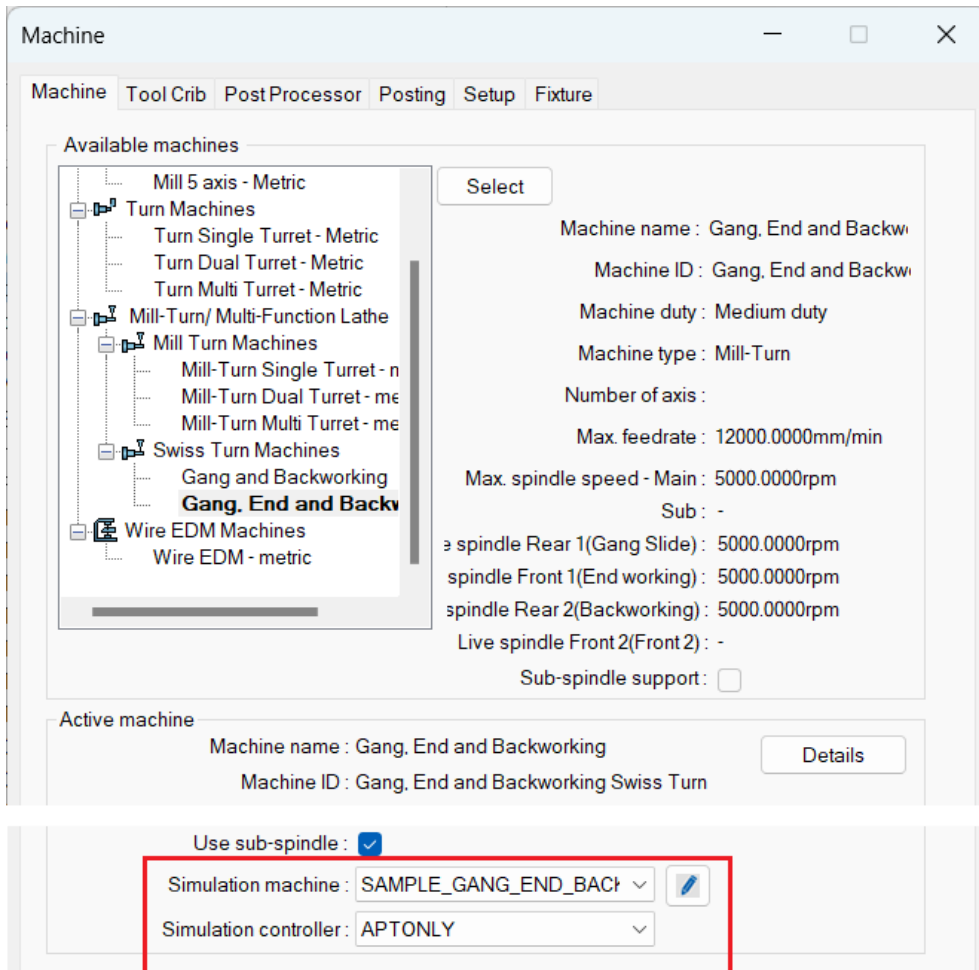 Machine
Machine Tool Crib Post Processor Posting Setup Fixture
Available machines
Mill 5 axis - Metric
Turn Machines
Turn Single Turret - Metric
Turn Dual Turret - Metric
Turn Multi Turret - Metric
Mill-Turn/ Multi-Function Lathe
Mill Turn Machines
Mill-Turn Single Turret - m
Mill-Turn Dual Turret - me
Mill-Turn Multi Turret - me
Swiss Turn Machines
Gang and Backworking
Gang, End and Backw
Wire EDM Machines
Wire EDM - metric
Select
Machine name : Gang, End and Backw
Machine ID : Gang, End and Backw
Machine duty : Medium duty
Machine type : Mill-Turn
Number of axis :
Max. feedrate : 12000.0000mm/min
Max. spindle speed - Main : 5000.0000rpm
Sub : -
e spindle Rear 1(Gang Slide) : 5000.0000rpm
spindle Front 1(End working) : 5000.0000rpm
spindle Rear 2(Backworking) : 5000.0000rpm
Live spindle Front 2(Front 2) : -
Sub-spindle support :
Active machine
Machine name : Gang, End and Backworking
Details
Machine ID : Gang, End and Backworking Swiss Turn
Use sub-spindle :
Simulation machine : SAMPLE_GANG_END_BACK
Simulation controller : APTONLY